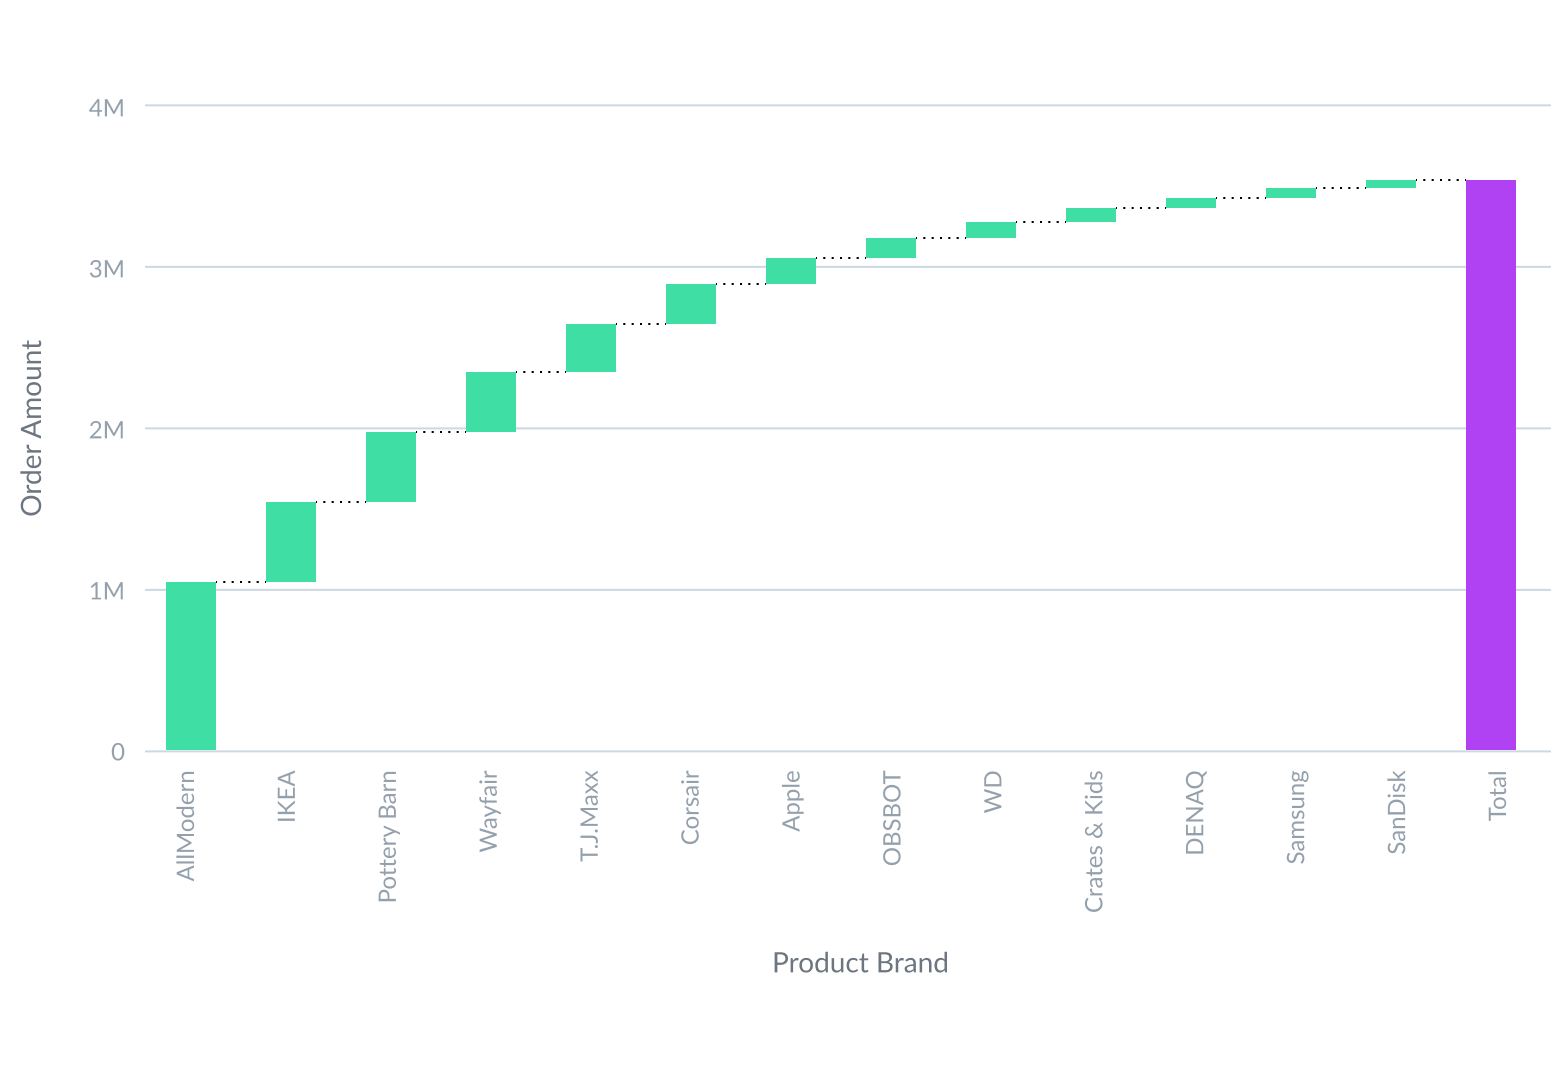 4M
3M
2M
1M
0
Order Amount
AllModern
IKEA
Pottery Barn
Wayfair
T.J.Maxx
Corsair
Apple
OBSBOT
WD
Crates & Kids
DENAQ
Samsung
SanDisk
Total
Product Brand